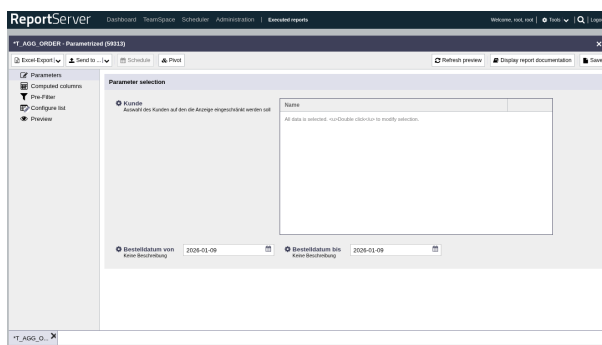 ReportServer Dashboard TeamSpace Scheduler Administration | Executed reports Welcome, root, root | Tools | Logo
*T_AGG_ORDER - Parametrized (59313)
Excel-Export Send to ... Schedule Pivot Refresh preview Display report documentation Save
Parameters
Computed columns
Pre-Filter
Configure list
Preview
Parameter selection
Kunde
Auswahl des Kunden auf den die Anzeige eingeschränkt werden soll
Name
All data is selected. <u>Double click</u> to modify selection.
Bestelldatum von 2026-01-09
Keine Beschreibung
Bestelldatum bis 2026-01-09
Keine Beschreibung
*T_AGG_O...